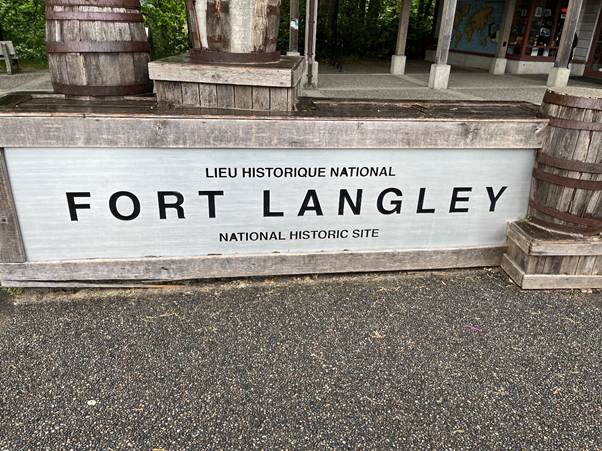 LIEU HISTORIQUE NATIONAL
FORT LANGLEY
NATIONAL HISTORIC SITE